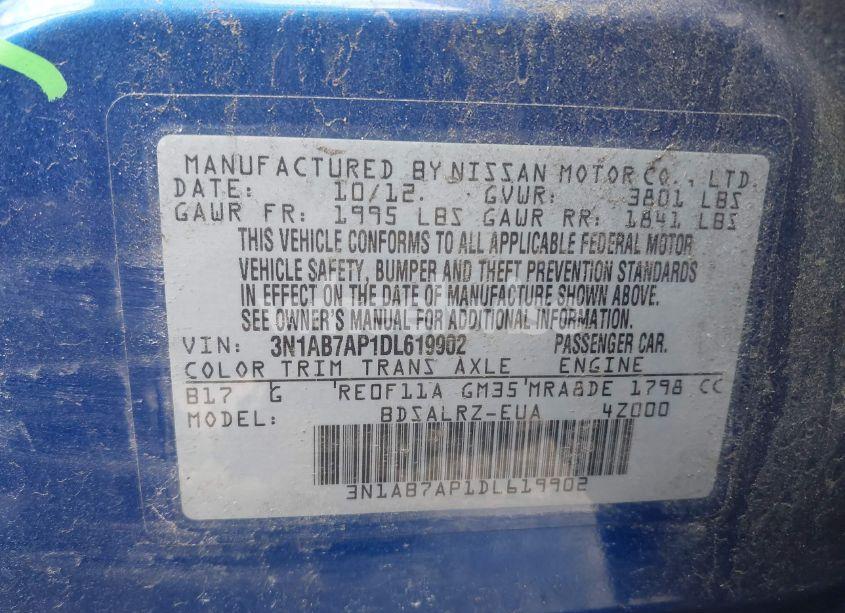 MANUFACTURED BY NISSAN MOTOR CO., LTD.
DATE: 10/12. GVWR: 3801 LBS
GAWR FR: 1995 LBS GAWR RR: 1841 LBS
THIS VEHICLE CONFORMS TO ALL APPLICABLE FEDERAL MOTOR
VEHICLE SAFETY, BUMPER AND THEFT PREVENTION STANDARDS
IN EFFECT ON THE DATE OF MANUFACTURE SHOWN ABOVE.
SEE OWNER'S MANUAL FOR ADDITIONAL INFORMATION
VIN: 3N1AB7AP1DL619902 PASSENGER CAR.
COLOR TRIM TRANS AXLE ENGINE
B17 G RE0F11A GM35 MRA8DE 1798 CC
MODEL: BDSALRZ-EUA 4Z000
3N1AB7AP1DL619902